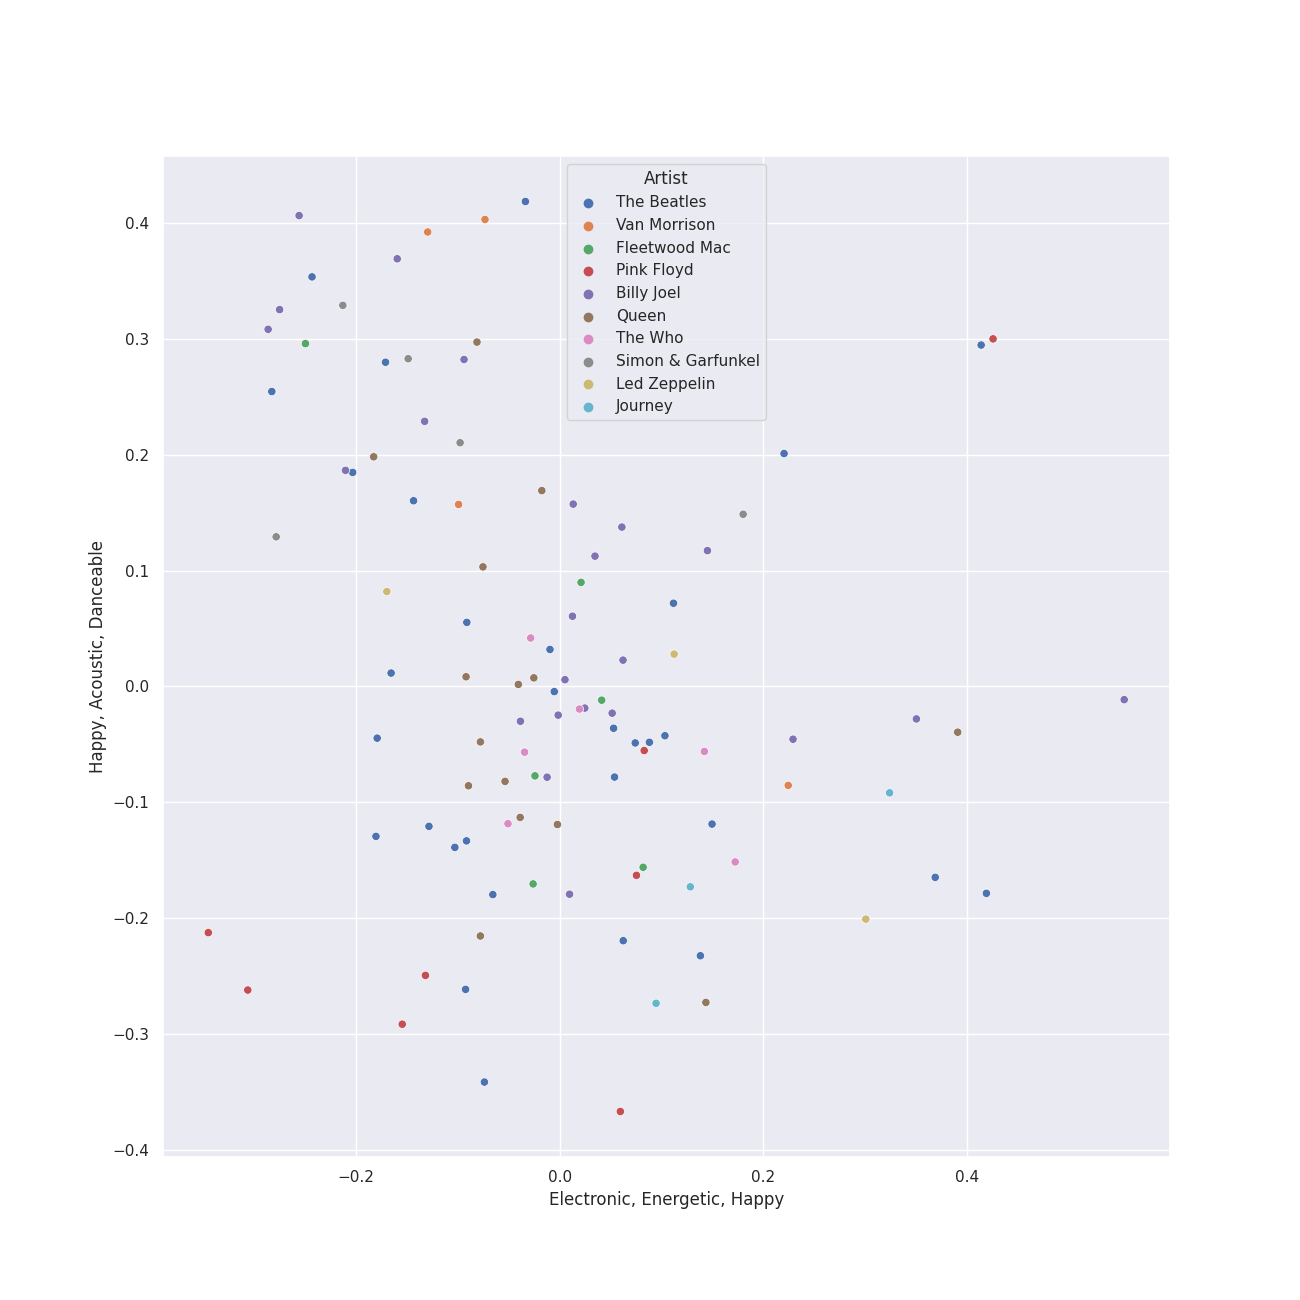 Artist
The Beatles
Van Morrison
Fleetwood Mac
Pink Floyd
Billy Joel
Queen
The Who
Simon & Garfunkel
Led Zeppelin
Journey
0.4
0.3
0.2
0.1
0.0
−0.1
−0.2
−0.3
−0.4
Happy, Acoustic, Danceable
−0.2
0.0
0.2
0.4
Electronic, Energetic, Happy